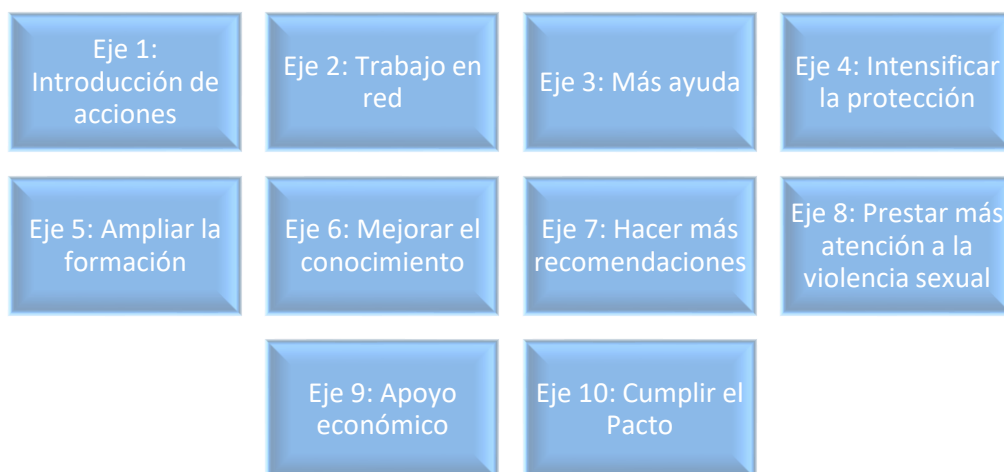 Eje 1:
Introducción de
acciones
Eje 2: Trabajo en
red
Eje 3: Más ayuda
Eje 4: Intensificar
la protección
Eje 5: Ampliar la
formación
Eje 6: Mejorar el
conocimiento
Eje 7: Hacer más
recomendaciones
Eje 8: Prestar más
atención a la
violencia sexual
Eje 9: Apoyo
económico
Eje 10: Cumplir el
Pacto